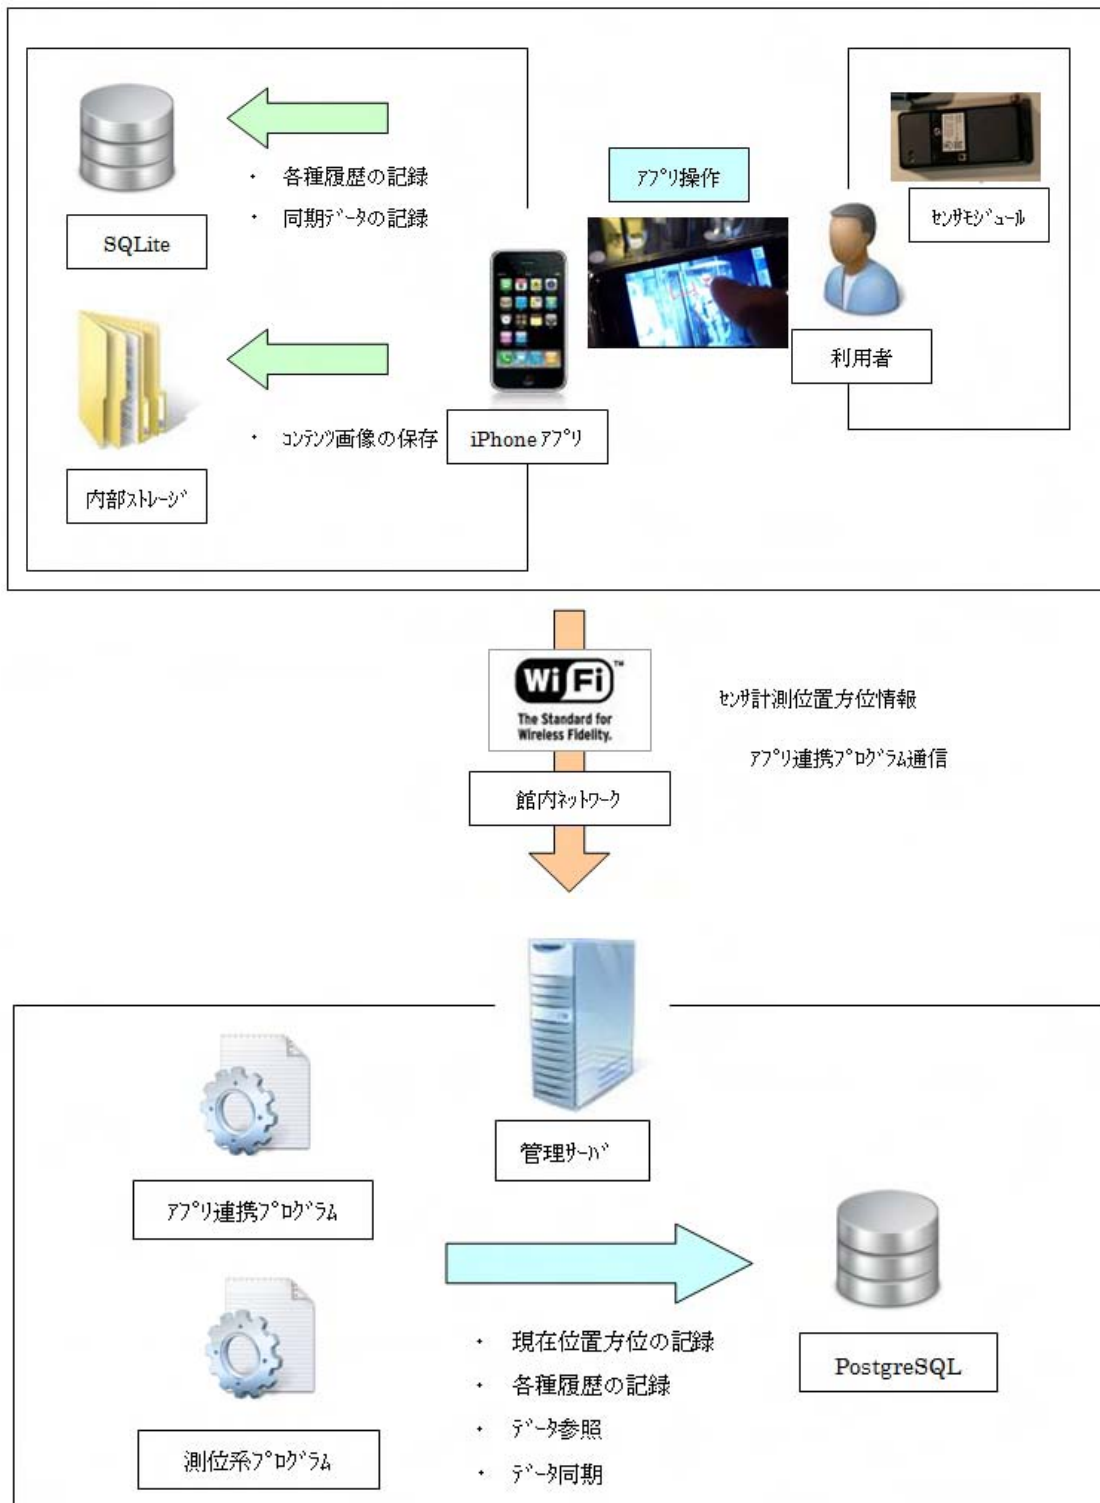 ・ 各種履歴の記録
・ 同期ﾃﾞｰﾀの記録
SQLite
ｱﾌﾟﾘ操作
ｾﾝｻﾓｼﾞｭｰﾙ
利用者
・ ｺﾝﾃﾝﾂ画像の保存
iPhoneｱﾌﾟﾘ
内部ｽﾄﾚｰｼﾞ
Wi Fi ™
The Standard for
Wireless Fidelity.
ｾﾝｻ計測位置方位情報
ｱﾌﾟﾘ連携ﾌﾟﾛｸﾞﾗﾑ通信
館内ﾈｯﾄﾜｰｸ
管理ｻｰﾊﾞ
ｱﾌﾟﾘ連携ﾌﾟﾛｸﾞﾗﾑ
・ 現在位置方位の記録
・ 各種履歴の記録
・ ﾃﾞｰﾀ参照
・ ﾃﾞｰﾀ同期
PostgreSQL
測位系ﾌﾟﾛｸﾞﾗﾑ